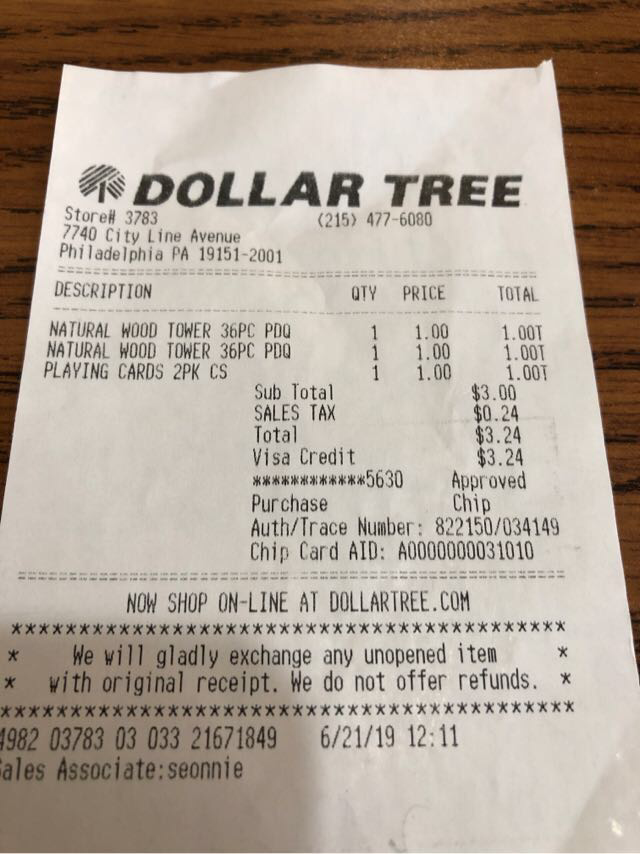 DOLLAR TREE
Store# 3783 (215) 477-6080
7740 City Line Avenue
Philadelphia PA 19151-2001
DESCRIPTION QTY PRICE TOTAL
NATURAL WOOD TOWER 36PC PDQ 1 1.00 1.00T
NATURAL WOOD TOWER 36PC PDQ 1 1.00 1.00T
PLAYING CARDS 2PK CS 1 1.00 1.00T
Sub Total $3.00
SALES TAX $0.24
Total $3.24
Visa Credit $3.24
************5630 Approved
Purchase Chip
Auth/Trace Number: 822150/034149
Chip Card AID: A0000000031010
NOW SHOP ON-LINE AT DOLLARTREE.COM
******************************************
* We will gladly exchange any unopened item *
* with original receipt. We do not offer refunds. *
******************************************
4982 03783 03 033 21671849 6/21/19 12:11
ales Associate:seonnie